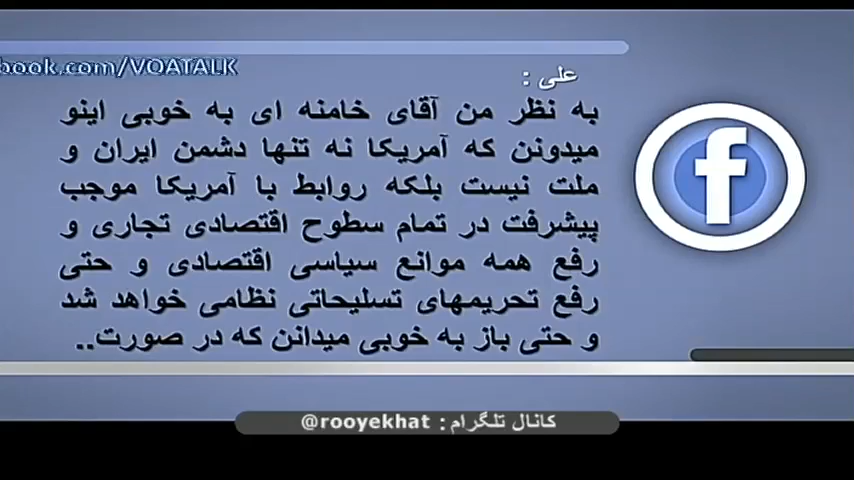 book.com/VOATALK
علی :
به نظر من آقای خامنه ای به خوبی اینو
میدونن که آمریکا نه تنها دشمن ایران و
ملت نیست بلکه روابط با آمریکا موجب
پیشرفت در تمام سطوح اقتصادی تجاری و
رفع همه موانع سیاسی اقتصادی و حتی
رفع تحریمهای تسلیحاتی نظامی خواهد شد
و حتی باز به خوبی میدانن که در صورت..
کانال تلگرام : @rooyekhat